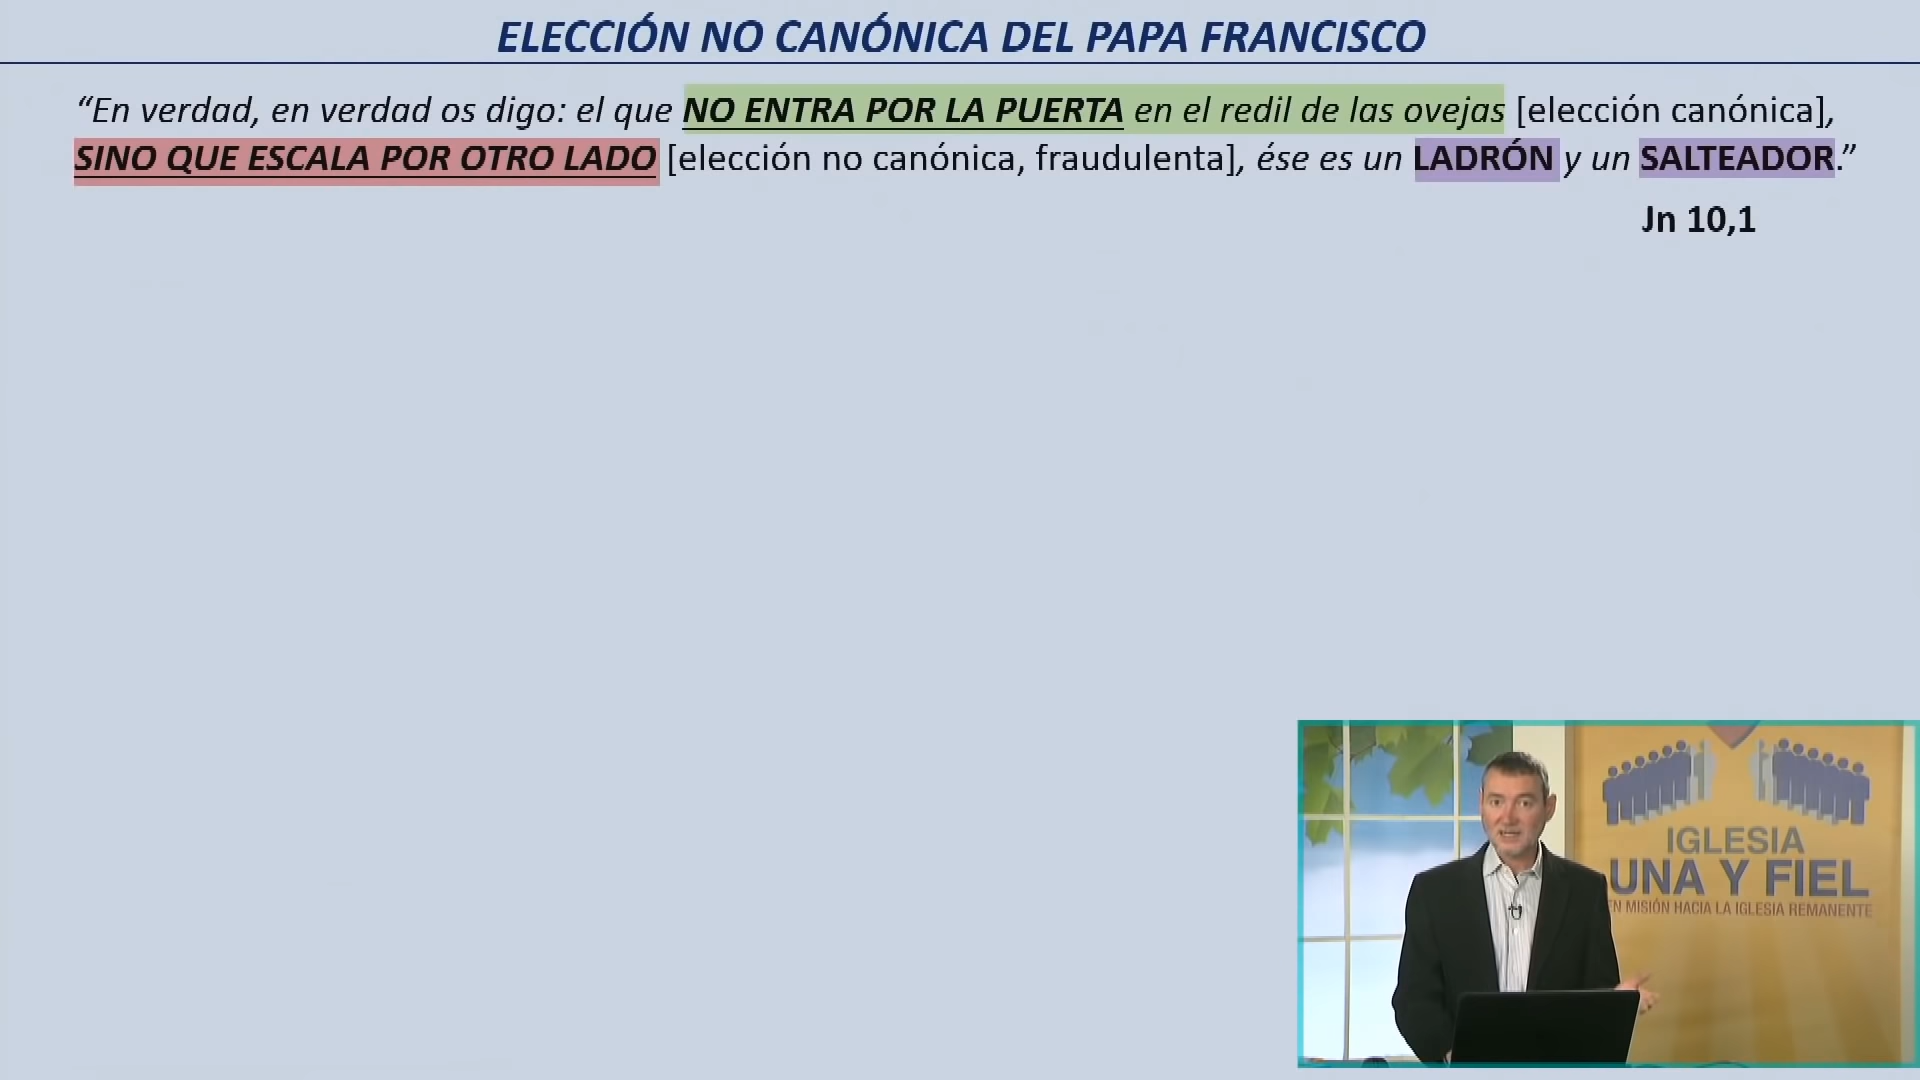 ELECCIÓN NO CANÓNICA DEL PAPA FRANCISCO
“En verdad, en verdad os digo: el que NO ENTRA POR LA PUERTA en el redil de las ovejas [elección canónica],
SINO QUE ESCALA POR OTRO LADO [elección no canónica, fraudulenta], ése es un LADRÓN y un SALTEADOR.”
Jn 10,1
IGLESIA
UNA Y FIEL
EN MISIÓN HACIA LA IGLESIA REMANENTE